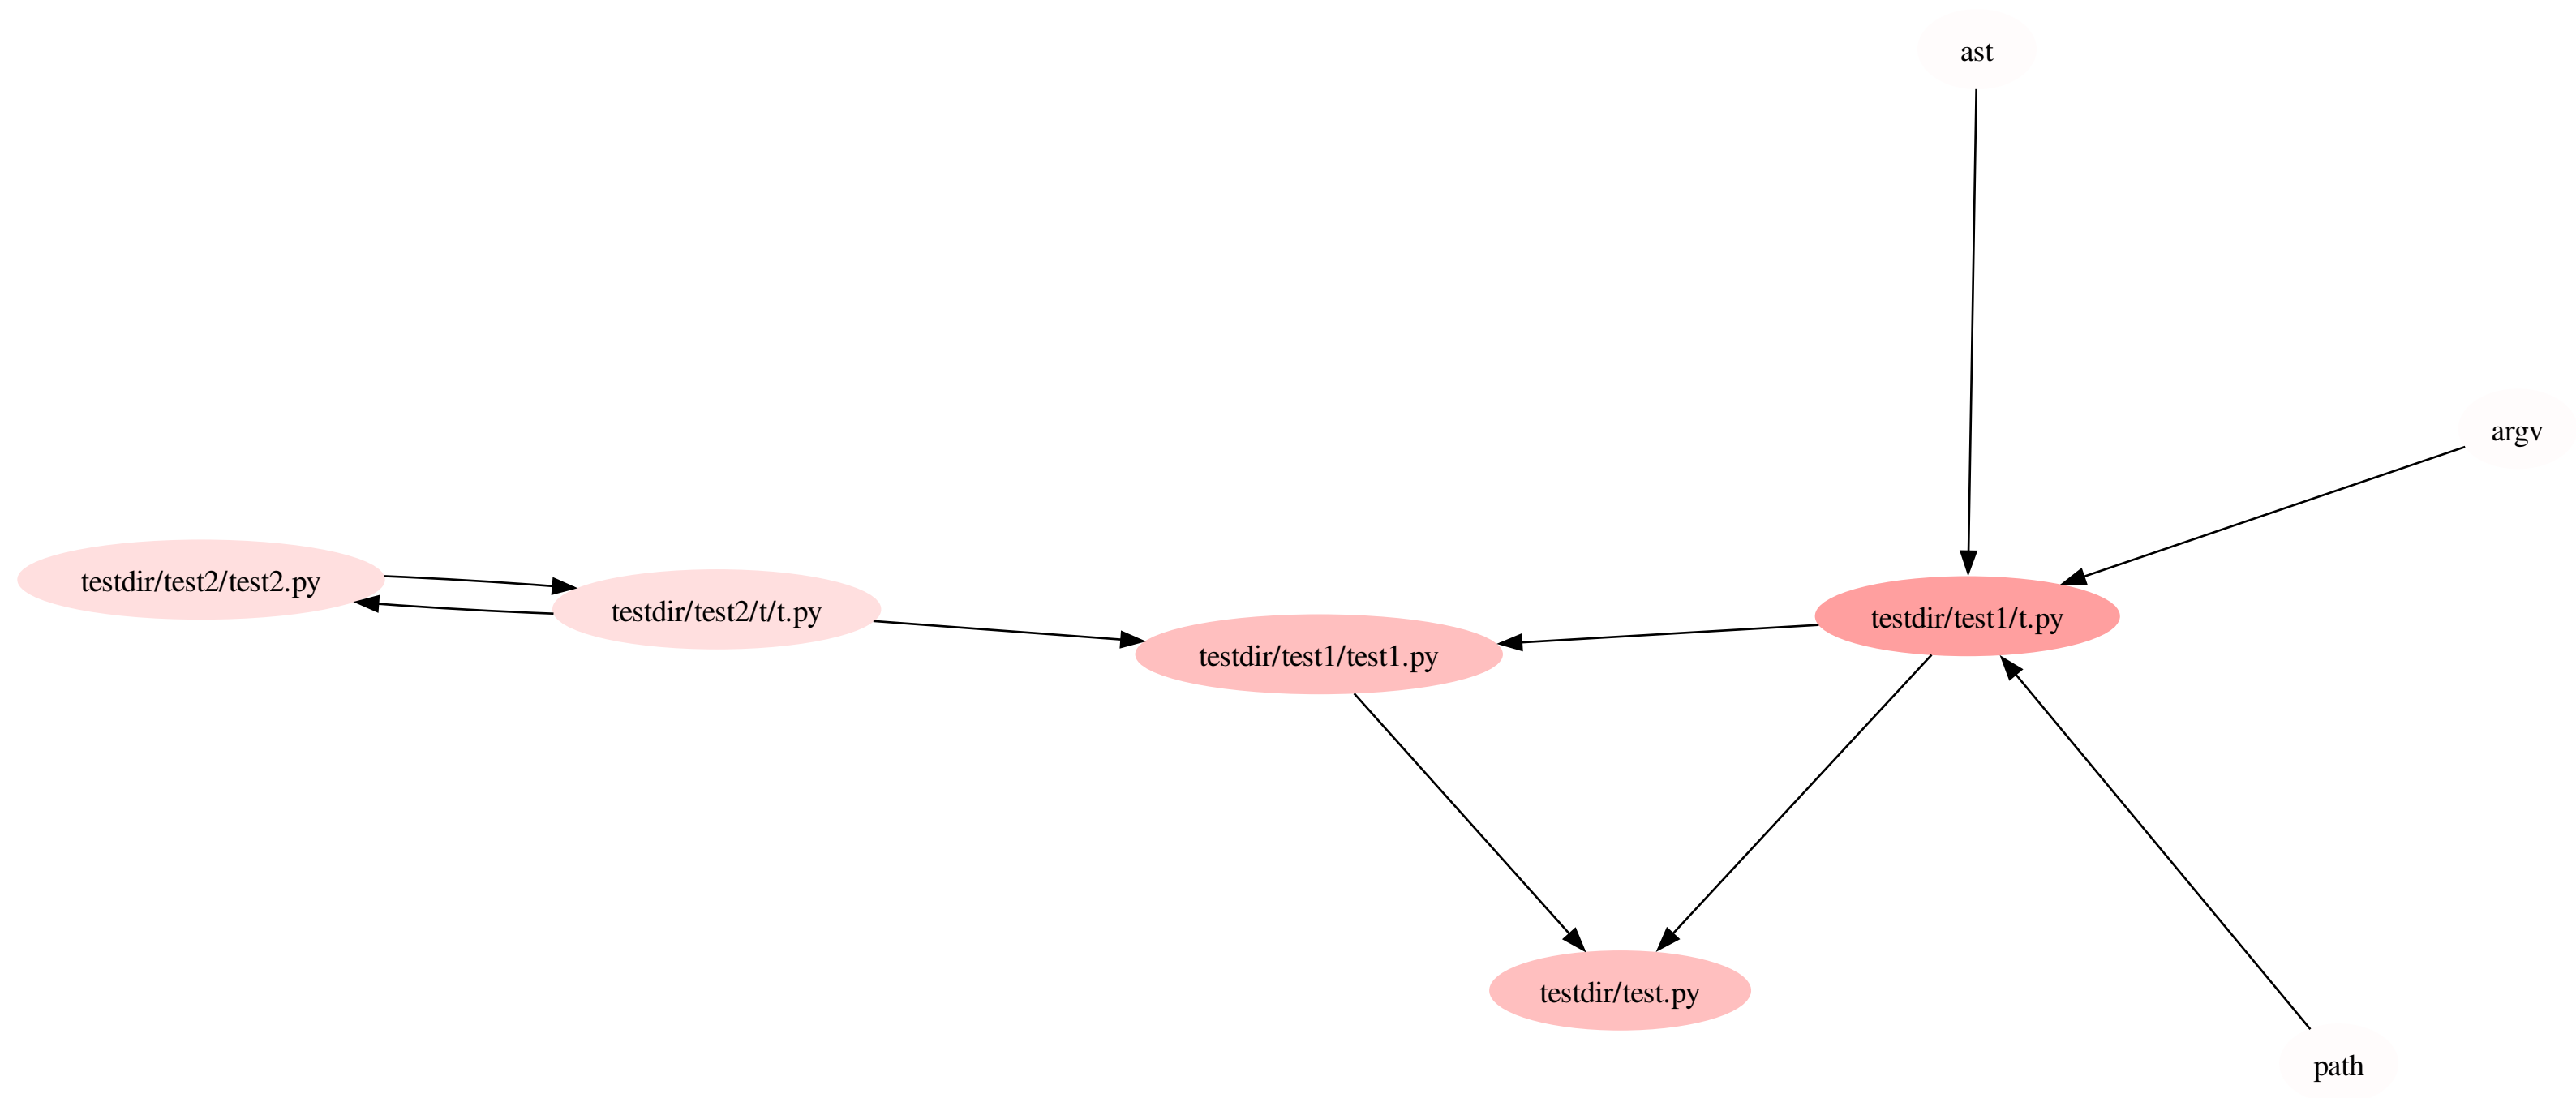 ast
argv
testdir/test2/test2.py
testdir/test2/t/t.py
testdir/test1/t.py
testdir/test1/test1.py
testdir/test.py
path